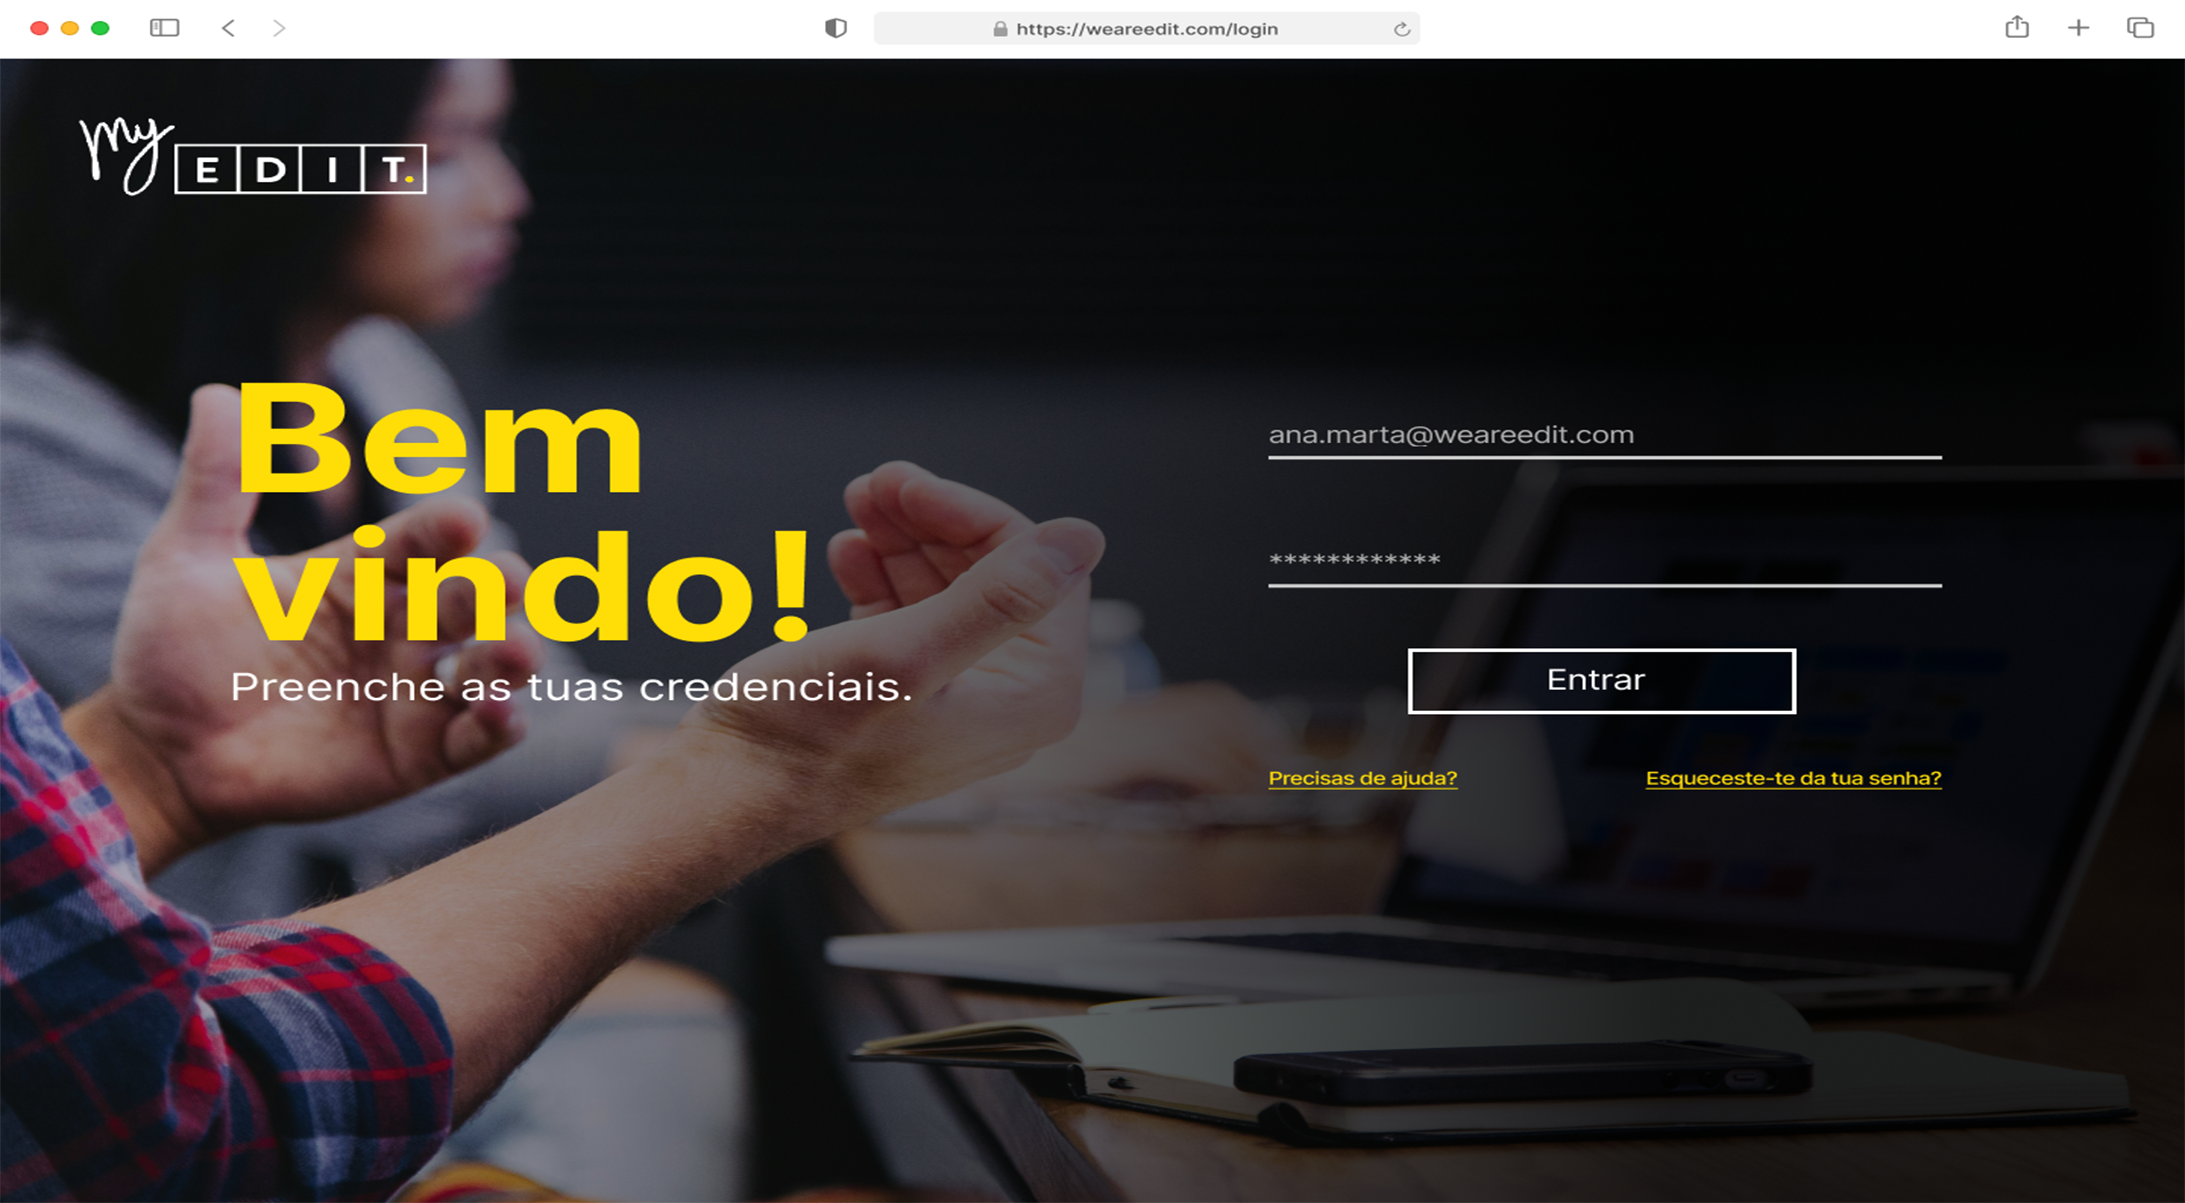 https://weareedit.com/login
my EDIT.
Bem
vindo!
Preenche as tuas credenciais.
ana.marta@weareedit.com
************
Entrar
Precisas de ajuda?
Esqueceste-te da tua senha?